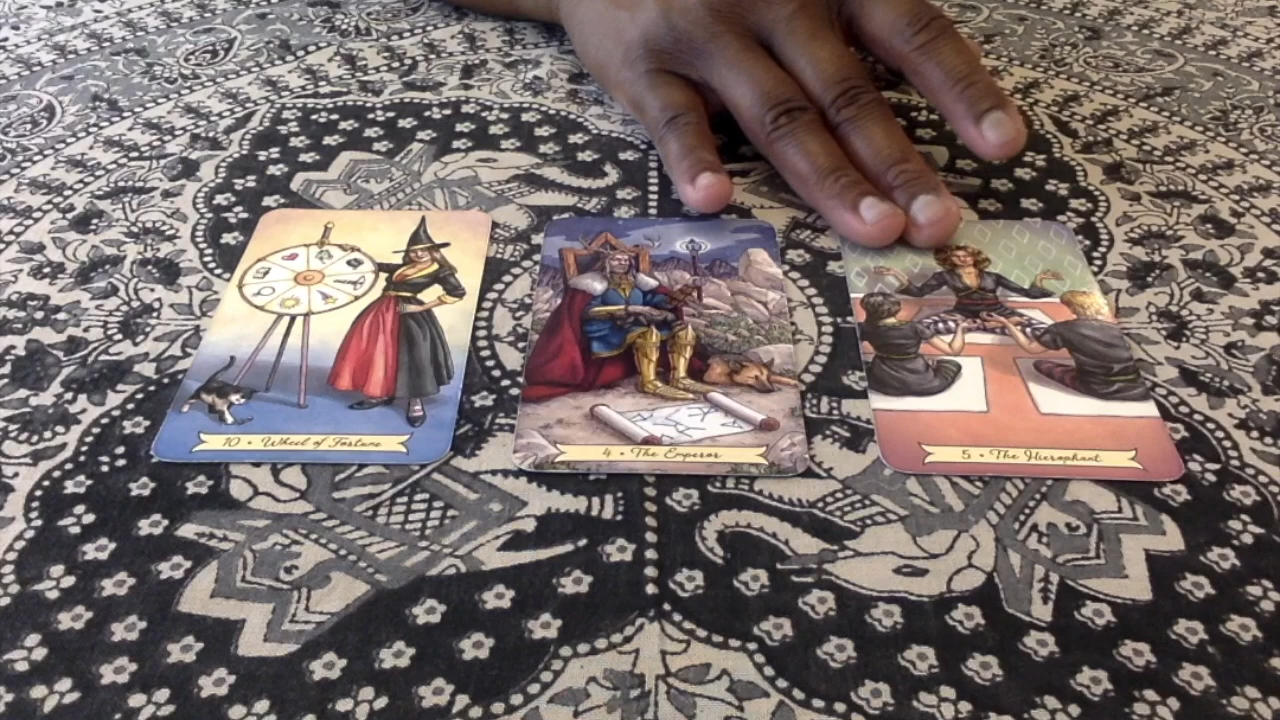 10 • Wheel of Fortune
4 • The Emperor
5 • The Hierophant